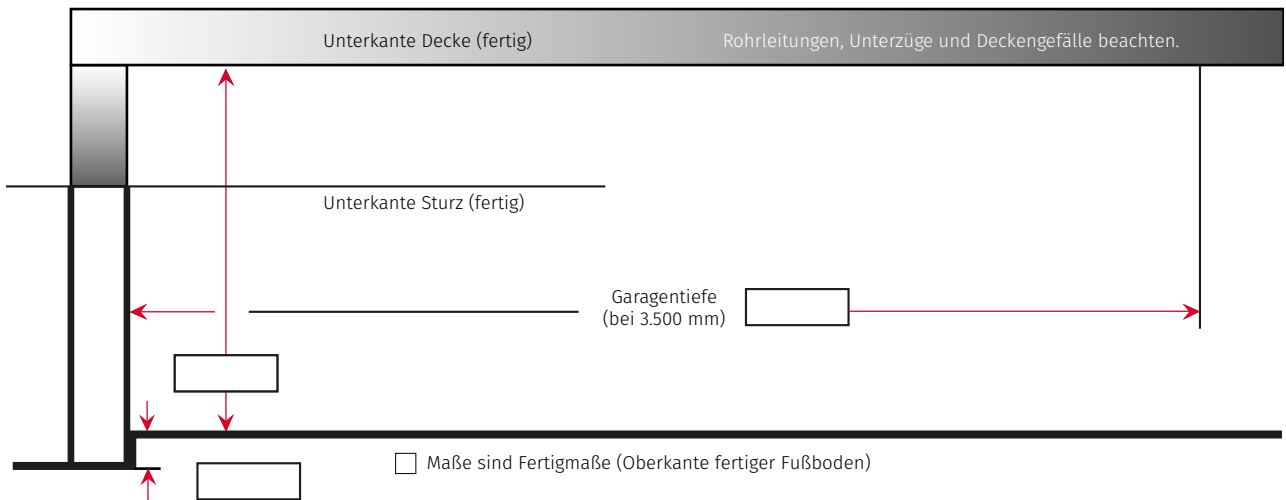 Unterkante Decke (fertig)
Rohrleitungen, Unterzüge und Deckengefälle beachten.
Unterkante Sturz (fertig)
Garagentiefe
(bei 3.500 mm)
Maße sind Fertigmaße (Oberkante fertiger Fußboden)